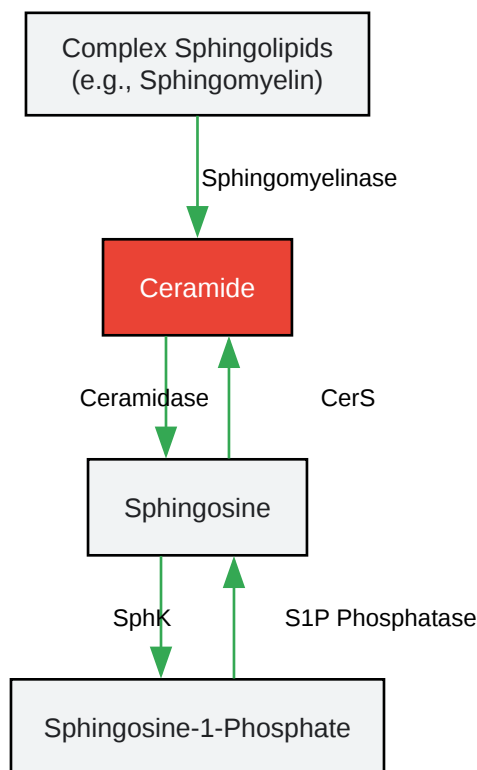 Complex Sphingolipids
(e.g., Sphingomyelin)
Sphingomyelinase
Ceramide
Ceramidase
CerS
Sphingosine
SphK
S1P Phosphatase
Sphingosine-1-Phosphate